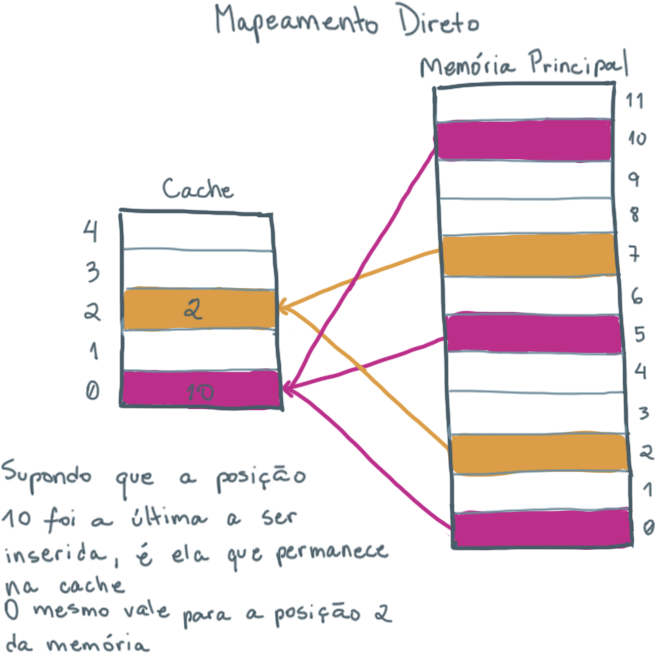 Mapeamento Direto
Memória Principal
11
10
9
8
7
6
5
4
3
2
1
0
Cache
4
3
2
1
0
2
10
Supondo que a posição
10 foi a última a ser
inserida, é ela que permanece
na cache
O mesmo vale para a posição 2
da memória